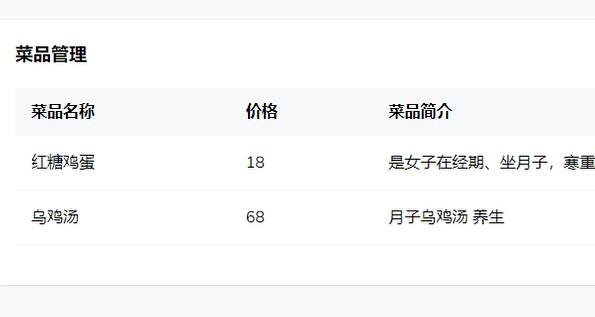 菜品管理
菜品名称 价格 菜品简介
红糖鸡蛋 18 是女子在经期、坐月子，寒重
乌鸡汤 68 月子乌鸡汤 养生